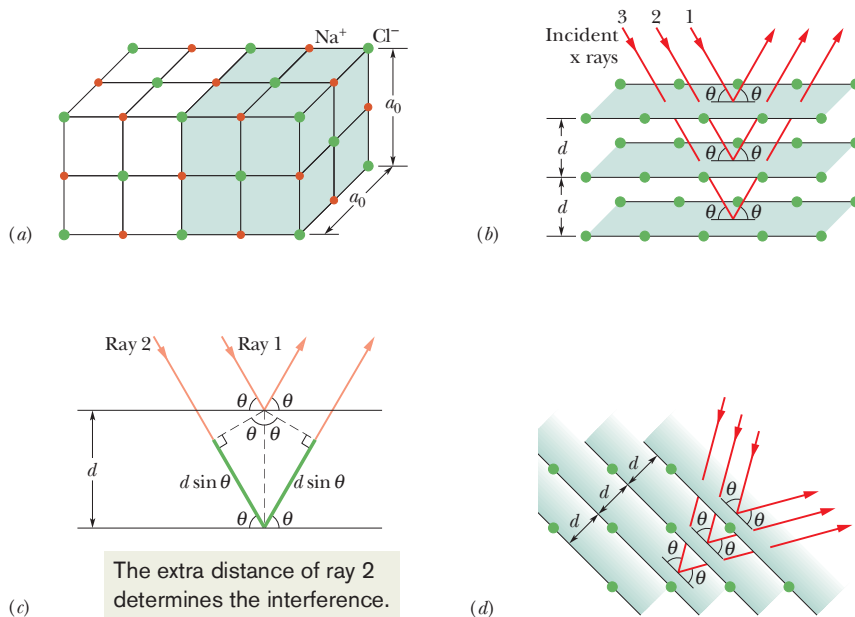 Na⁺ Cl⁻
a₀
a₀
(a)
3 2 1
Incident
x rays
θ θ
d
θ θ
d
θ θ
(b)
Ray 2 Ray 1
θ θ
θ θ
d
d sin θ d sin θ
θ θ
The extra distance of ray 2
determines the interference.
(c)
d
d
d
θ
θ
θ
θ
θ
θ
(d)